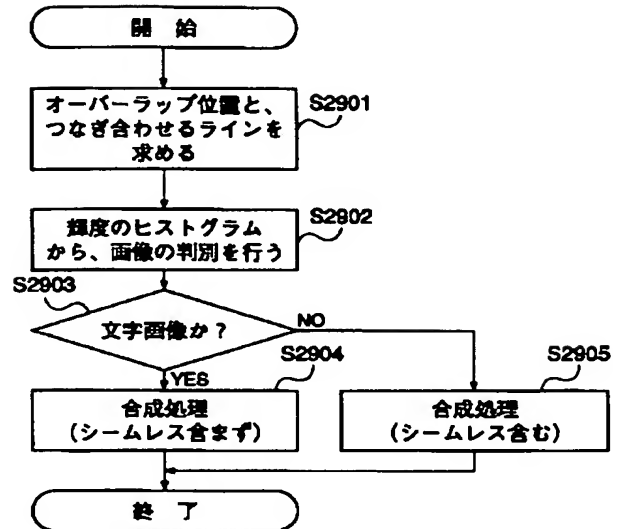 開 始
オーバーラップ位置と、
つなぎ合わせるラインを
求める
S2901
輝度のヒストグラム
から、画像の判別を行う
S2902
S2903
文字画像か?
NO
YES
S2904
合成処理
(シームレス含まず)
S2905
合成処理
(シームレス含む)
終 了